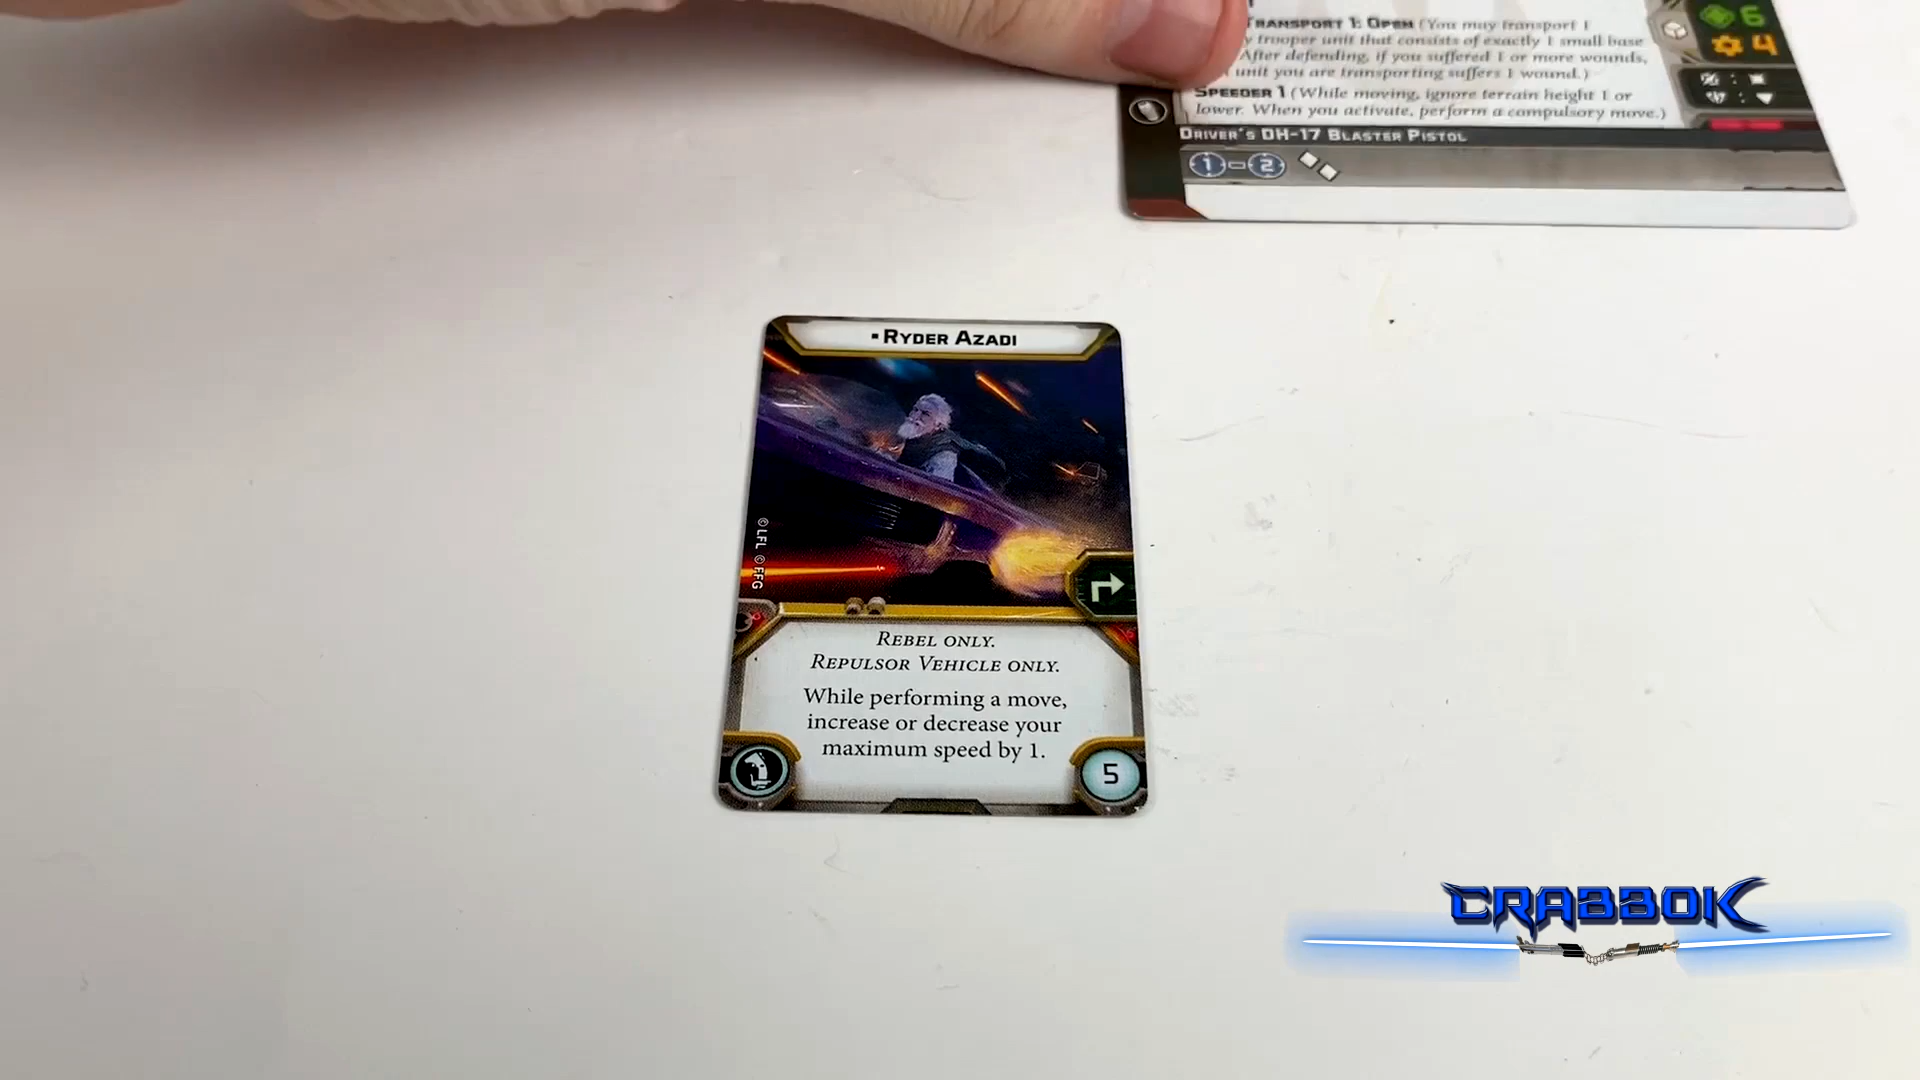 TRANSPORT 1: OPEN (You may transport 1
trooper unit that consists of exactly 1 small base
After defending, if you suffered 1 or more wounds,
unit you are transporting suffers 1 wound.)
SPEEDER 1 (While moving, ignore terrain height 1 or
lower. When you activate, perform a compulsory move.)
DRIVER'S DH-17 BLASTER PISTOL
1 - 2
6
4
•RYDER AZADI
© LFL © FFG
REBEL ONLY.
REPULSOR VEHICLE ONLY.
While performing a move,
increase or decrease your
maximum speed by 1.
5
CRABBOK